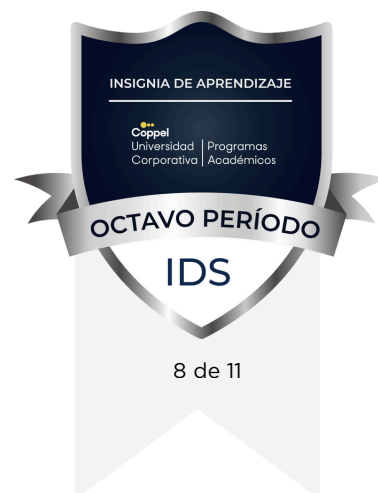 INSIGNIA DE APRENDIZAJE
Coppel
Universidad | Programas
Corporativa | Académicos
OCTAVO PERÍODO
IDS
8 de 11